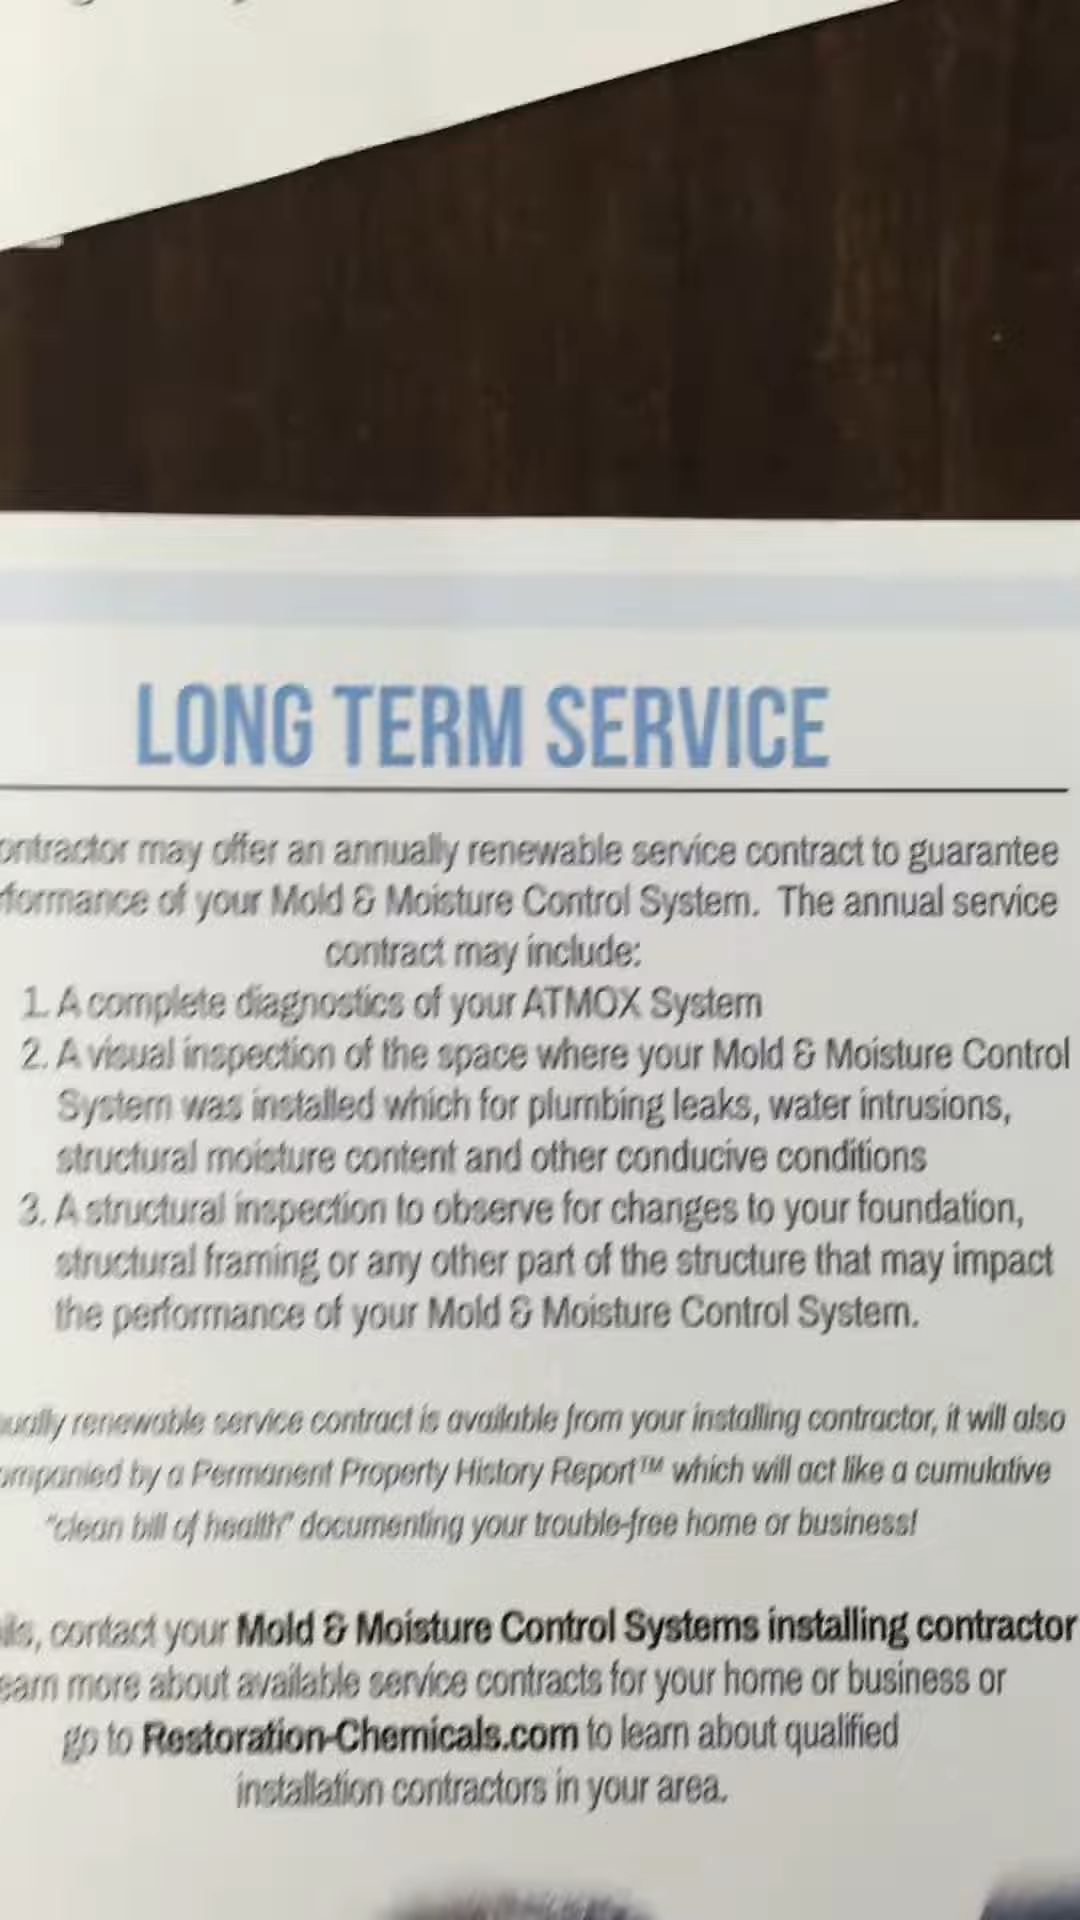 LONG TERM SERVICE
ontractor may offer an annually renewable service contract to guarantee
rformance of your Mold & Moisture Control System. The annual service
contract may include:
1. A complete diagnostics of your ATMOX System
2. A visual inspection of the space where your Mold & Moisture Control
System was installed which for plumbing leaks, water intrusions,
structural moisture content and other conducive conditions
3. A structural inspection to observe for changes to your foundation,
structural framing or any other part of the structure that may impact
the performance of your Mold & Moisture Control System.
ually renewable service contract is available from your installing contractor, it will also
ompanied by a Permanent Property History Report™ which will act like a cumulative
"clean bill of health" documenting your trouble-free home or business!
ils, contact your Mold & Moisture Control Systems installing contractor
earn more about available service contracts for your home or business or
go to Restoration-Chemicals.com to learn about qualified
installation contractors in your area.